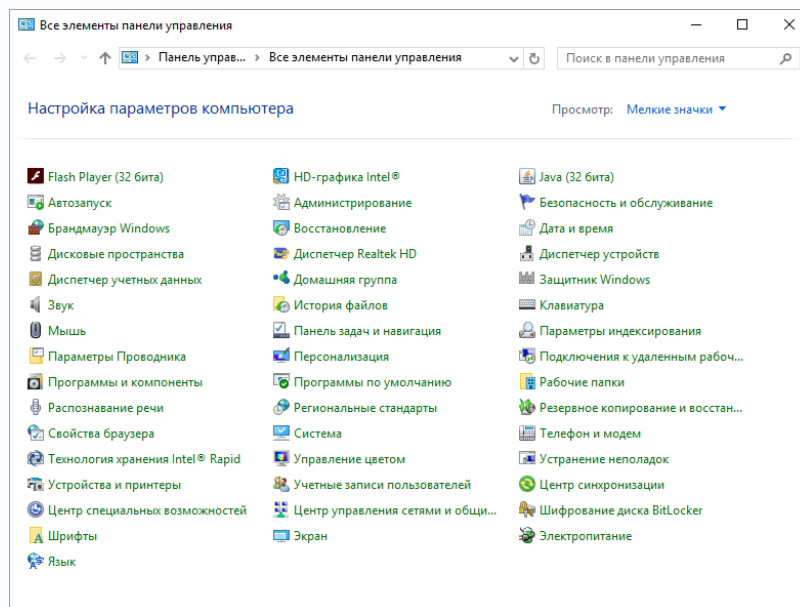 Все элементы панели управления
Панель управ... › Все элементы панели управления
Поиск в панели управления
Настройка параметров компьютера
Просмотр: Мелкие значки
Flash Player (32 бита) HD-графика Intel® Java (32 бита)
Автозапуск Администрирование Безопасность и обслуживание
Брандмауэр Windows Восстановление Дата и время
Дисковые пространства Диспетчер Realtek HD Диспетчер устройств
Диспетчер учетных данных Домашняя группа Защитник Windows
Звук История файлов Клавиатура
Мышь Панель задач и навигация Параметры индексирования
Параметры Проводника Персонализация Подключения к удаленным рабоч...
Программы и компоненты Программы по умолчанию Рабочие папки
Распознавание речи Региональные стандарты Резервное копирование и восстан...
Свойства браузера Система Телефон и модем
Технология хранения Intel® Rapid Управление цветом Устранение неполадок
Устройства и принтеры Учетные записи пользователей Центр синхронизации
Центр специальных возможностей Центр управления сетями и общи... Шифрование диска BitLocker
Шрифты Экран Электропитание
Язык